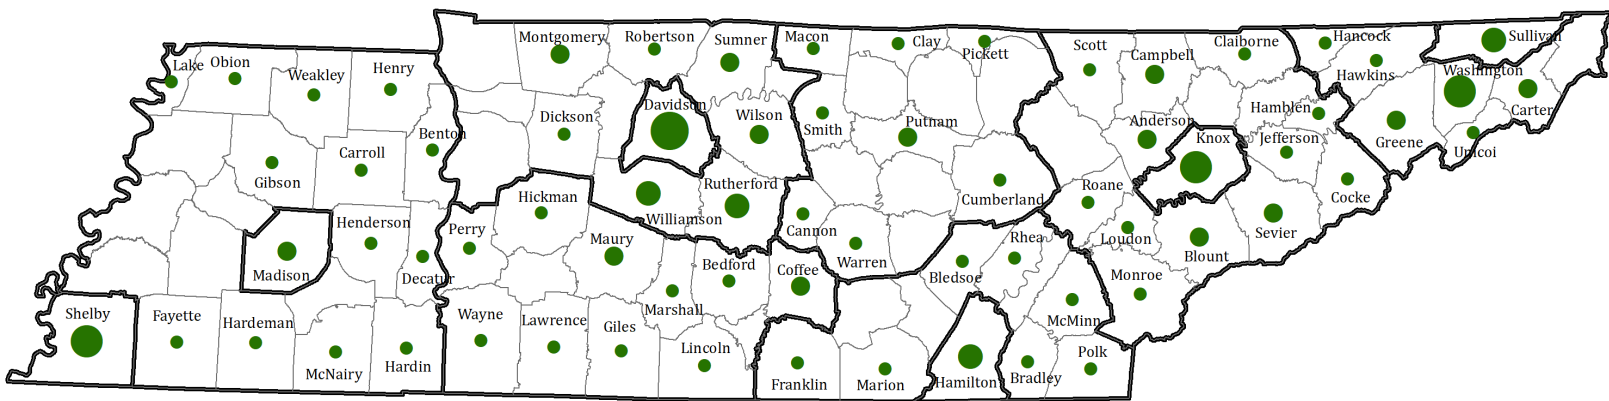 Lake
Obion
Weakley
Henry
Montgomery
Robertson
Sumner
Macon
Clay
Pickett
Scott
Campbell
Claiborne
Hancock
Hawkins
Sullivan
Washington
Carter
Benton
Dickson
Davidson
Wilson
Smith
Putnam
Anderson
Knox
Hamblen
Jefferson
Greene
Unicoi
Gibson
Carroll
Hickman
Williamson
Rutherford
Cannon
Cumberland
Roane
Loudon
Blount
Sevier
Cocke
Madison
Henderson
Decatur
Perry
Maury
Bedford
Coffee
Warren
Bledsoe
Rhea
Monroe
McMinn
Shelby
Fayette
Hardeman
McNairy
Hardin
Wayne
Lawrence
Giles
Marshall
Lincoln
Franklin
Marion
Hamilton
Bradley
Polk